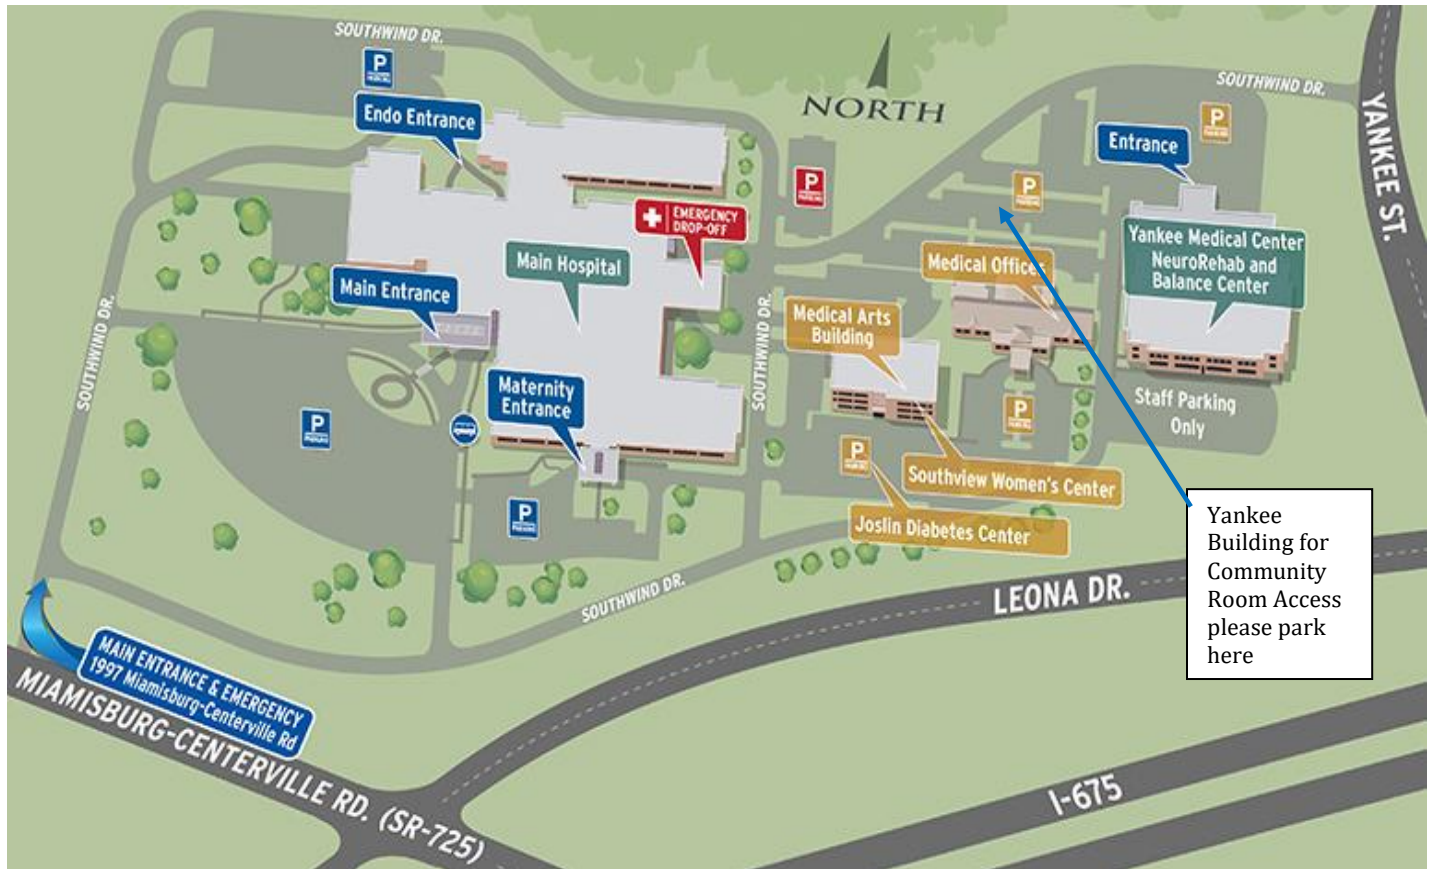 SOUTHWIND DR.
P
Endo Entrance
NORTH
SOUTHWIND DR.
YANKEE ST.
P
Entrance
P
P
EMERGENCY
DROP-OFF
Yankee Medical Center
NeuroRehab and
Balance Center
Main Hospital
Medical Offices
Main Entrance
Medical Arts
Building
SOUTHWIND DR.
SOUTHWIND DR.
Maternity
Entrance
Staff Parking
Only
P
P
P
Southview Women's Center
Joslin Diabetes Center
P
Yankee
Building for
Community
Room Access
please park
here
SOUTHWIND DR.
LEONA DR.
MAIN ENTRANCE & EMERGENCY
1997 Miamisburg-Centerville Rd
MIAMISBURG-CENTERVILLE RD. (SR-725)
I-675